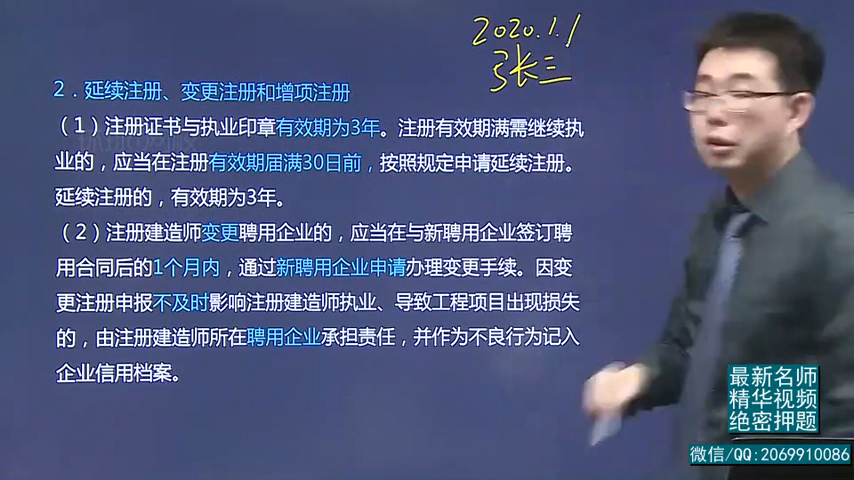 2020.1.1
张三
2．延续注册、变更注册和增项注册
（1）注册证书与执业印章有效期为3年。注册有效期满需继续执
业的，应当在注册有效期届满30日前，按照规定申请延续注册。
延续注册的，有效期为3年。
（2）注册建造师变更聘用企业的，应当在与新聘用企业签订聘
用合同后的1个月内，通过新聘用企业申请办理变更手续。因变
更注册申报不及时影响注册建造师执业、导致工程项目出现损失
的，由注册建造师所在聘用企业承担责任，并作为不良行为记入
企业信用档案。
最新名师
精华视频
绝密押题
微信/QQ:2069910086